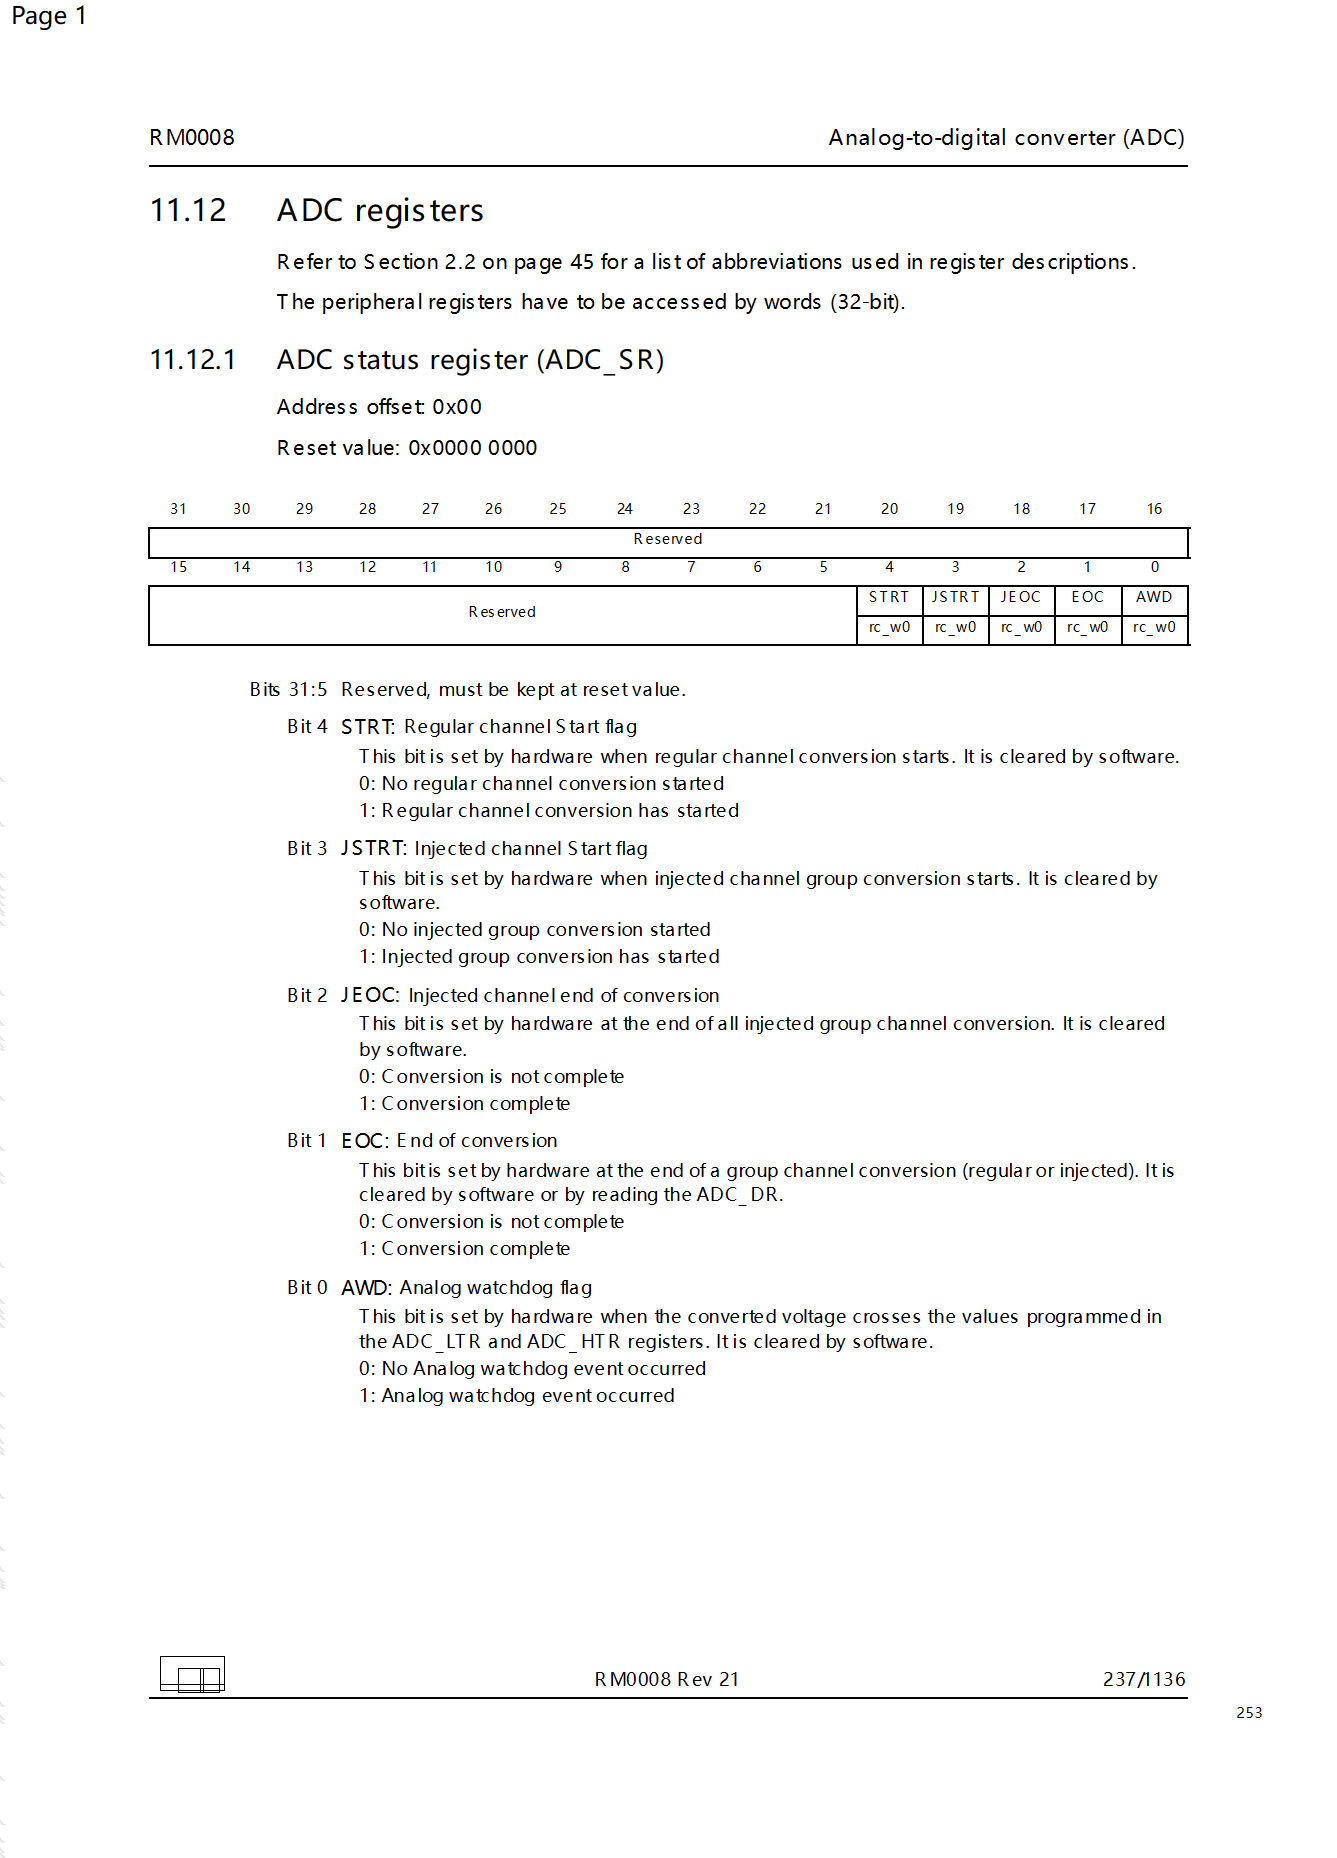 Page 1
RM0008 Analog-to-digital converter (ADC)
11.12 ADC registers
Refer to Section 2.2 on page 45 for a list of abbreviations used in register descriptions.
The peripheral registers have to be accessed by words (32-bit).
11.12.1 ADC status register (ADC_SR)
Address offset: 0x00
Reset value: 0x0000 0000
31 30 29 28 27 26 25 24 23 22 21 20 19 18 17 16
Reserved
15 14 13 12 11 10 9 8 7 6 5 4 3 2 1 0
Reserved STRT JSTRT JEOC EOC AWD
rc_w0 rc_w0 rc_w0 rc_w0 rc_w0
Bits 31:5 Reserved, must be kept at reset value.
Bit 4 STRT: Regular channel Start flag
This bit is set by hardware when regular channel conversion starts. It is cleared by software.
0: No regular channel conversion started
1: Regular channel conversion has started
Bit 3 JSTRT: Injected channel Start flag
This bit is set by hardware when injected channel group conversion starts. It is cleared by
software.
0: No injected group conversion started
1: Injected group conversion has started
Bit 2 JEOC: Injected channel end of conversion
This bit is set by hardware at the end of all injected group channel conversion. It is cleared
by software.
0: Conversion is not complete
1: Conversion complete
Bit 1 EOC: End of conversion
This bit is set by hardware at the end of a group channel conversion (regular or injected). It is
cleared by software or by reading the ADC_DR.
0: Conversion is not complete
1: Conversion complete
Bit 0 AWD: Analog watchdog flag
This bit is set by hardware when the converted voltage crosses the values programmed in
the ADC_LTR and ADC_HTR registers. It is cleared by software.
0: No Analog watchdog event occurred
1: Analog watchdog event occurred
RM0008 Rev 21 237/1136
253